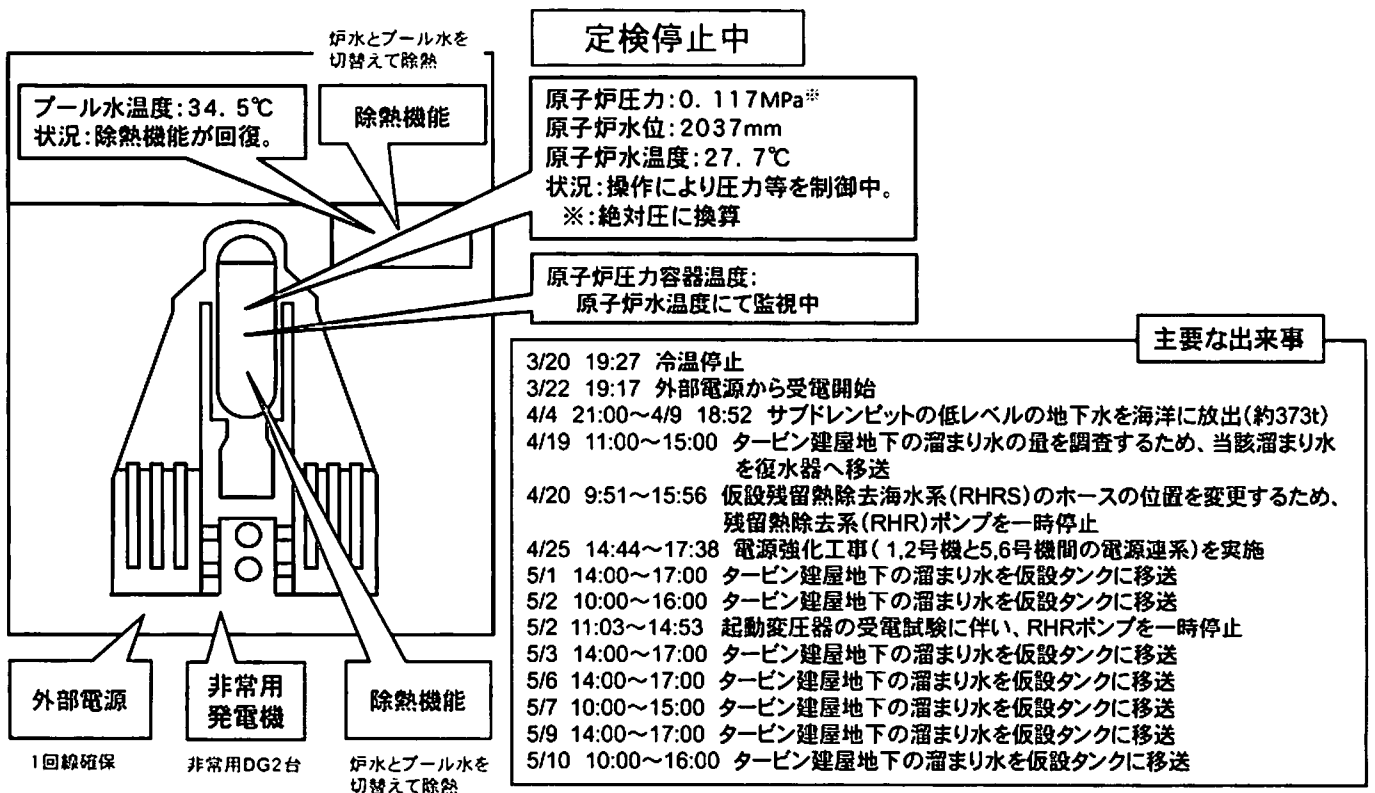 炉水とプール水を
切替えて除熱
定検停止中
プール水温度:34. 5℃
状況:除熱機能が回復。
除熱機能
原子炉圧力:0. 117MPa※
原子炉水位:2037mm
原子炉水温度:27. 7℃
状況:操作により圧力等を制御中。
※:絶対圧に換算
原子炉圧力容器温度:
原子炉水温度にて監視中
主要な出来事
3/20 19:27 冷温停止
3/22 19:17 外部電源から受電開始
4/4 21:00～4/9 18:52 サブドレンピットの低レベルの地下水を海洋に放出(約373t)
4/19 11:00～15:00 タービン建屋地下の溜まり水の量を調査するため、当該溜まり水
を復水器へ移送
4/20 9:51～15:56 仮設残留熱除去海水系(RHRS)のホースの位置を変更するため、
残留熱除去系(RHR)ポンプを一時停止
4/25 14:44～17:38 電源強化工事( 1,2号機と5,6号機間の電源連系)を実施
5/1 14:00～17:00 タービン建屋地下の溜まり水を仮設タンクに移送
5/2 10:00～16:00 タービン建屋地下の溜まり水を仮設タンクに移送
5/2 11:03～14:53 起動変圧器の受電試験に伴い、RHRポンプを一時停止
5/3 14:00～17:00 タービン建屋地下の溜まり水を仮設タンクに移送
5/6 14:00～17:00 タービン建屋地下の溜まり水を仮設タンクに移送
5/7 10:00～15:00 タービン建屋地下の溜まり水を仮設タンクに移送
5/9 14:00～17:00 タービン建屋地下の溜まり水を仮設タンクに移送
5/10 10:00～16:00 タービン建屋地下の溜まり水を仮設タンクに移送
外部電源
1回線確保
非常用
発電機
非常用DG2台
除熱機能
炉水とプール水を
切替えて除熱